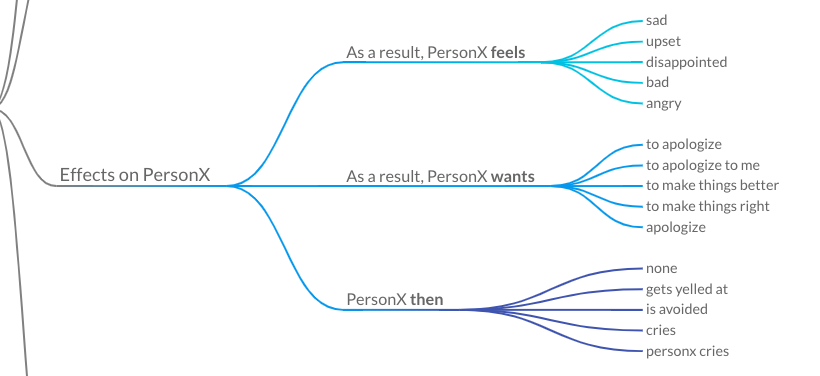 Effects on PersonX
As a result, PersonX feels
sad
upset
disappointed
bad
angry
As a result, PersonX wants
to apologize
to apologize to me
to make things better
to make things right
apologize
PersonX then
none
gets yelled at
is avoided
cries
personx cries